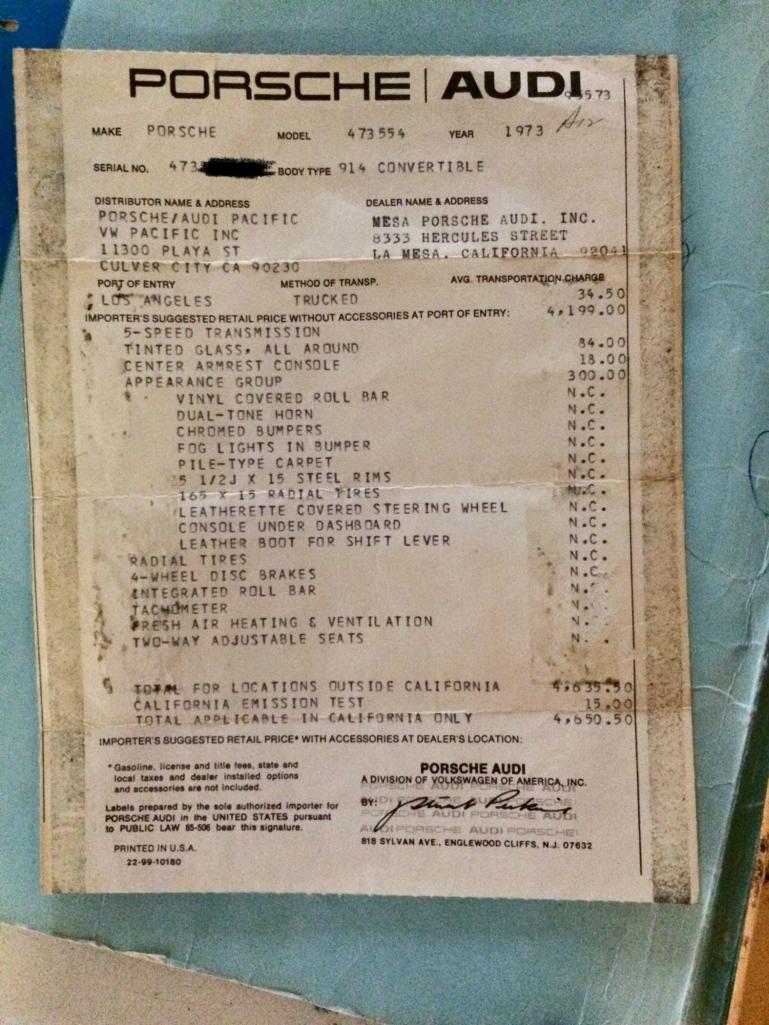 PORSCHE | AUDI
MAKE PORSCHE MODEL 473554 YEAR 1973
SERIAL NO. 473 BODY TYPE 914 CONVERTIBLE
DISTRIBUTOR NAME & ADDRESS DEALER NAME & ADDRESS
PORSCHE/AUDI PACIFIC MESA PORSCHE AUDI, INC.
VW PACIFIC INC 8333 HERCULES STREET
11300 PLAYA ST LA MESA, CALIFORNIA 92041
CULVER CITY CA 90230
PORT OF ENTRY METHOD OF TRANSP. AVG. TRANSPORTATION CHARGE
LOS ANGELES TRUCKED 34.50
IMPORTER'S SUGGESTED RETAIL PRICE WITHOUT ACCESSORIES AT PORT OF ENTRY: 4,199.00
5-SPEED TRANSMISSION
TINTED GLASS, ALL AROUND 84.00
CENTER ARMREST CONSOLE 18.00
APPEARANCE GROUP 300.00
VINYL COVERED ROLL BAR N.C.
DUAL-TONE HORN N.C.
CHROMED BUMPERS N.C.
FOG LIGHTS IN BUMPER N.C.
PILE-TYPE CARPET N.C.
5 1/2J X 15 STEEL RIMS N.C.
165 X 15 RADIAL TIRES N.C.
LEATHERETTE COVERED STEERING WHEEL N.C.
CONSOLE UNDER DASHBOARD N.C.
LEATHER BOOT FOR SHIFT LEVER N.C.
RADIAL TIRES N.C.
4-WHEEL DISC BRAKES N.C.
INTEGRATED ROLL BAR N.C.
TACHOMETER N.C.
FRESH AIR HEATING & VENTILATION N.C.
TWO-WAY ADJUSTABLE SEATS N.
TOTAL FOR LOCATIONS OUTSIDE CALIFORNIA 4,635.50
CALIFORNIA EMISSION TEST 15.00
TOTAL APPLICABLE IN CALIFORNIA ONLY 4,650.50
IMPORTER'S SUGGESTED RETAIL PRICE* WITH ACCESSORIES AT DEALER'S LOCATION:
* Gasoline, license and title fees, state and
local taxes and dealer installed options
and accessories are not included.
Labels prepared by the sole authorized importer for
PORSCHE AUDI in the UNITED STATES pursuant
to PUBLIC LAW 85-506 bear this signature.
PRINTED IN U.S.A.
22-99-10180
PORSCHE AUDI
A DIVISION OF VOLKSWAGEN OF AMERICA, INC.
BY:
818 SYLVAN AVE., ENGLEWOOD CLIFFS, N.J. 07632